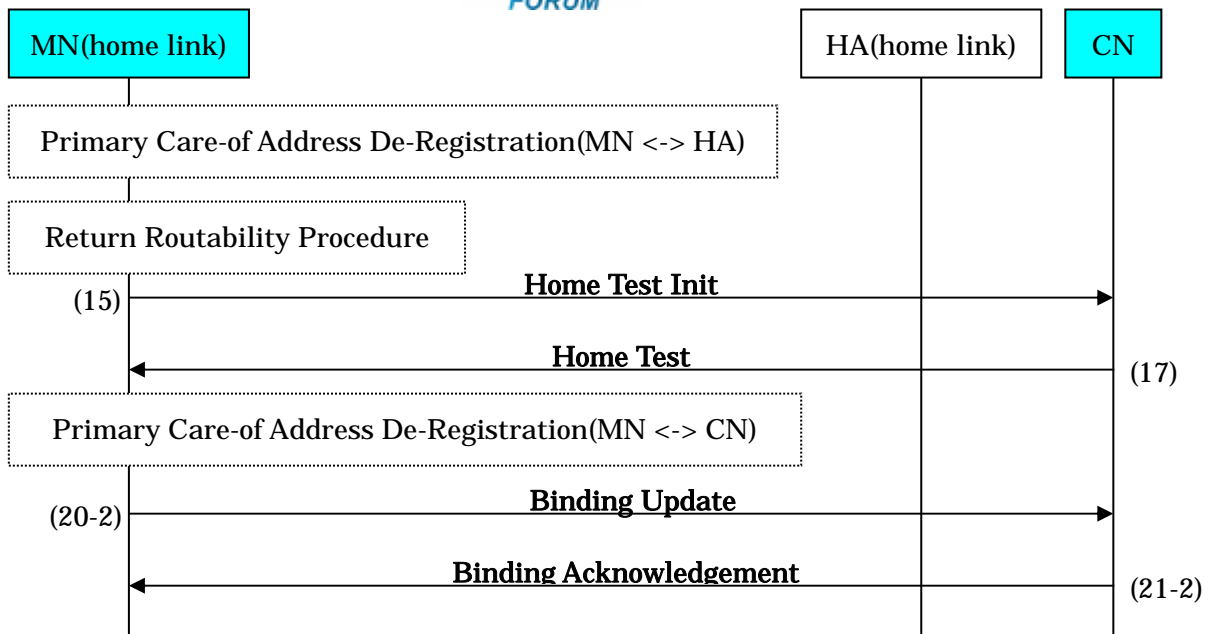 FORUM
MN(home link)
HA(home link)
CN
Primary Care-of Address De-Registration(MN <-> HA)
Return Routability Procedure
Home Test Init
(15)
Home Test
(17)
Primary Care-of Address De-Registration(MN <-> CN)
Binding Update
(20-2)
Binding Acknowledgement
(21-2)